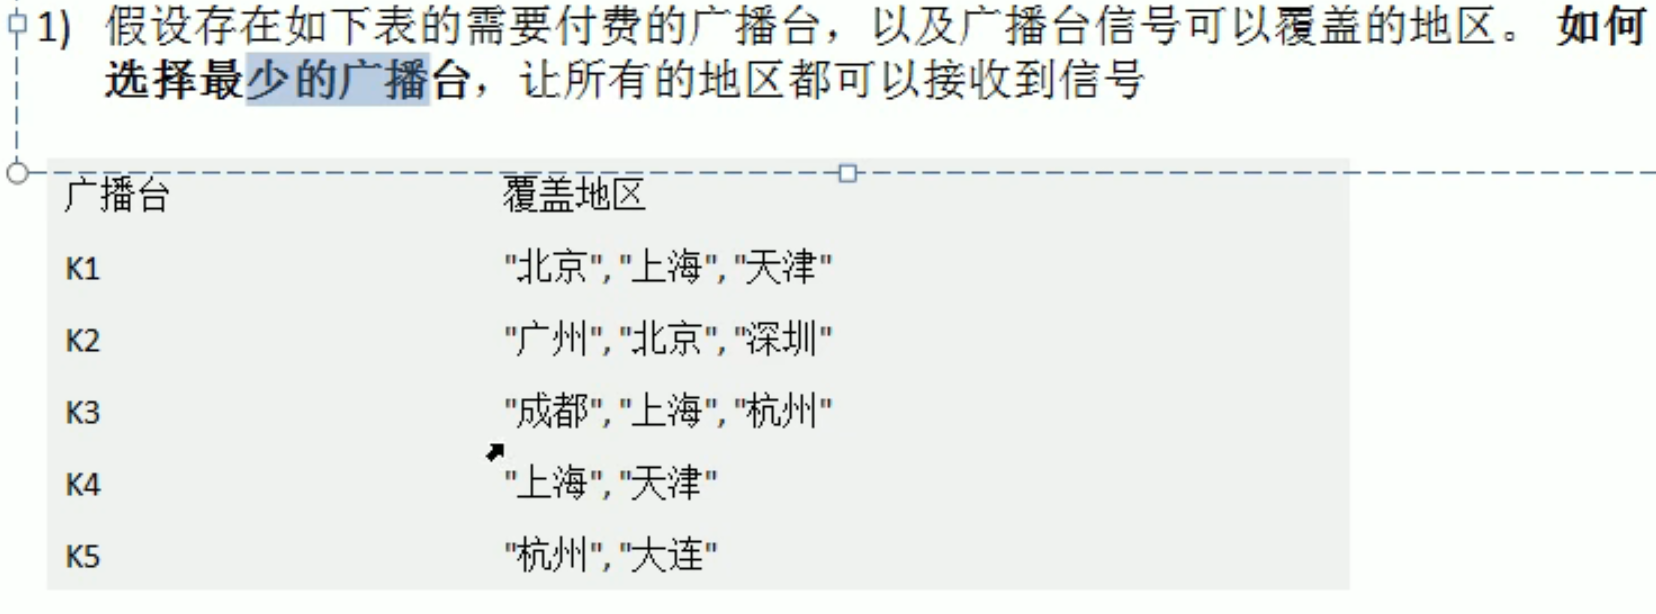 1) 假设存在如下表的需要付费的广播台，以及广播台信号可以覆盖的地区。 如何
选择最少的广播台，让所有的地区都可以接收到信号
广播台 覆盖地区
K1 "北京", "上海", "天津"
K2 "广州", "北京", "深圳"
K3 "成都", "上海", "杭州"
K4 "上海", "天津"
K5 "杭州", "大连"